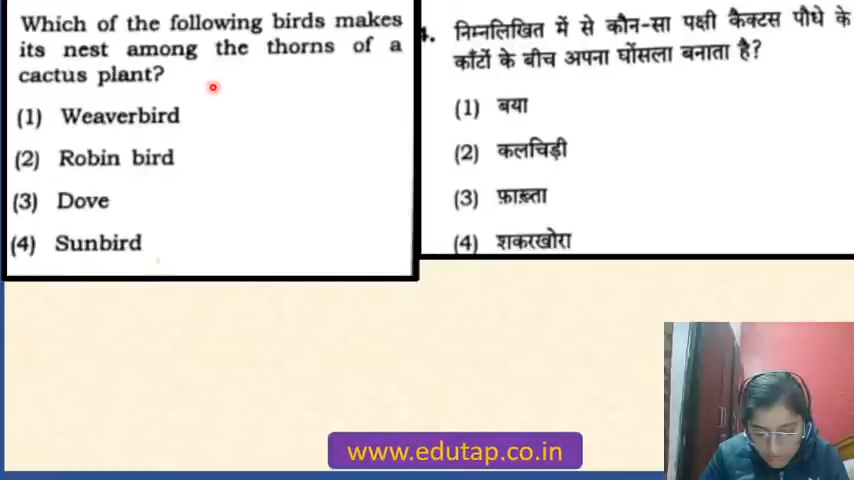 Which of the following birds makes
its nest among the thorns of a
cactus plant?
(1) Weaverbird
(2) Robin bird
(3) Dove
(4) Sunbird
4. निम्नलिखित में से कौन-सा पक्षी कैक्टस पौधे के
काँटों के बीच अपना घोंसला बनाता है?
(1) बया
(2) कलचिड़ी
(3) फ़ाख़्ता
(4) शकरखोरा
www.edutap.co.in